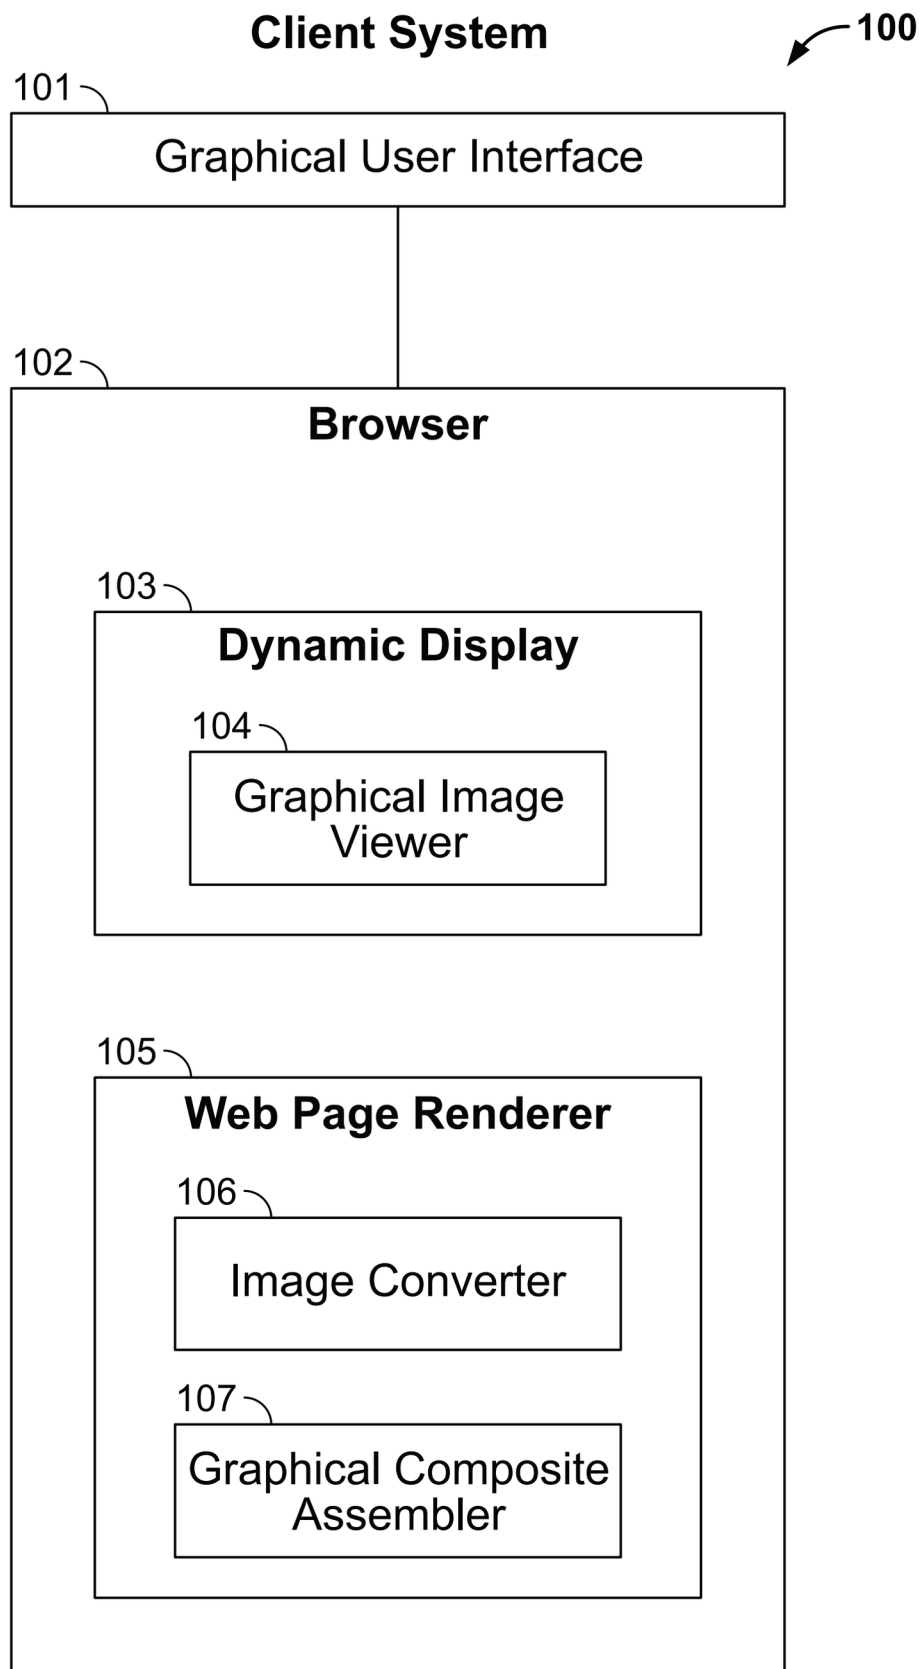 Client System
100
101
Graphical User Interface
102
Browser
103
Dynamic Display
104
Graphical Image
Viewer
105
Web Page Renderer
106
Image Converter
107
Graphical Composite
Assembler